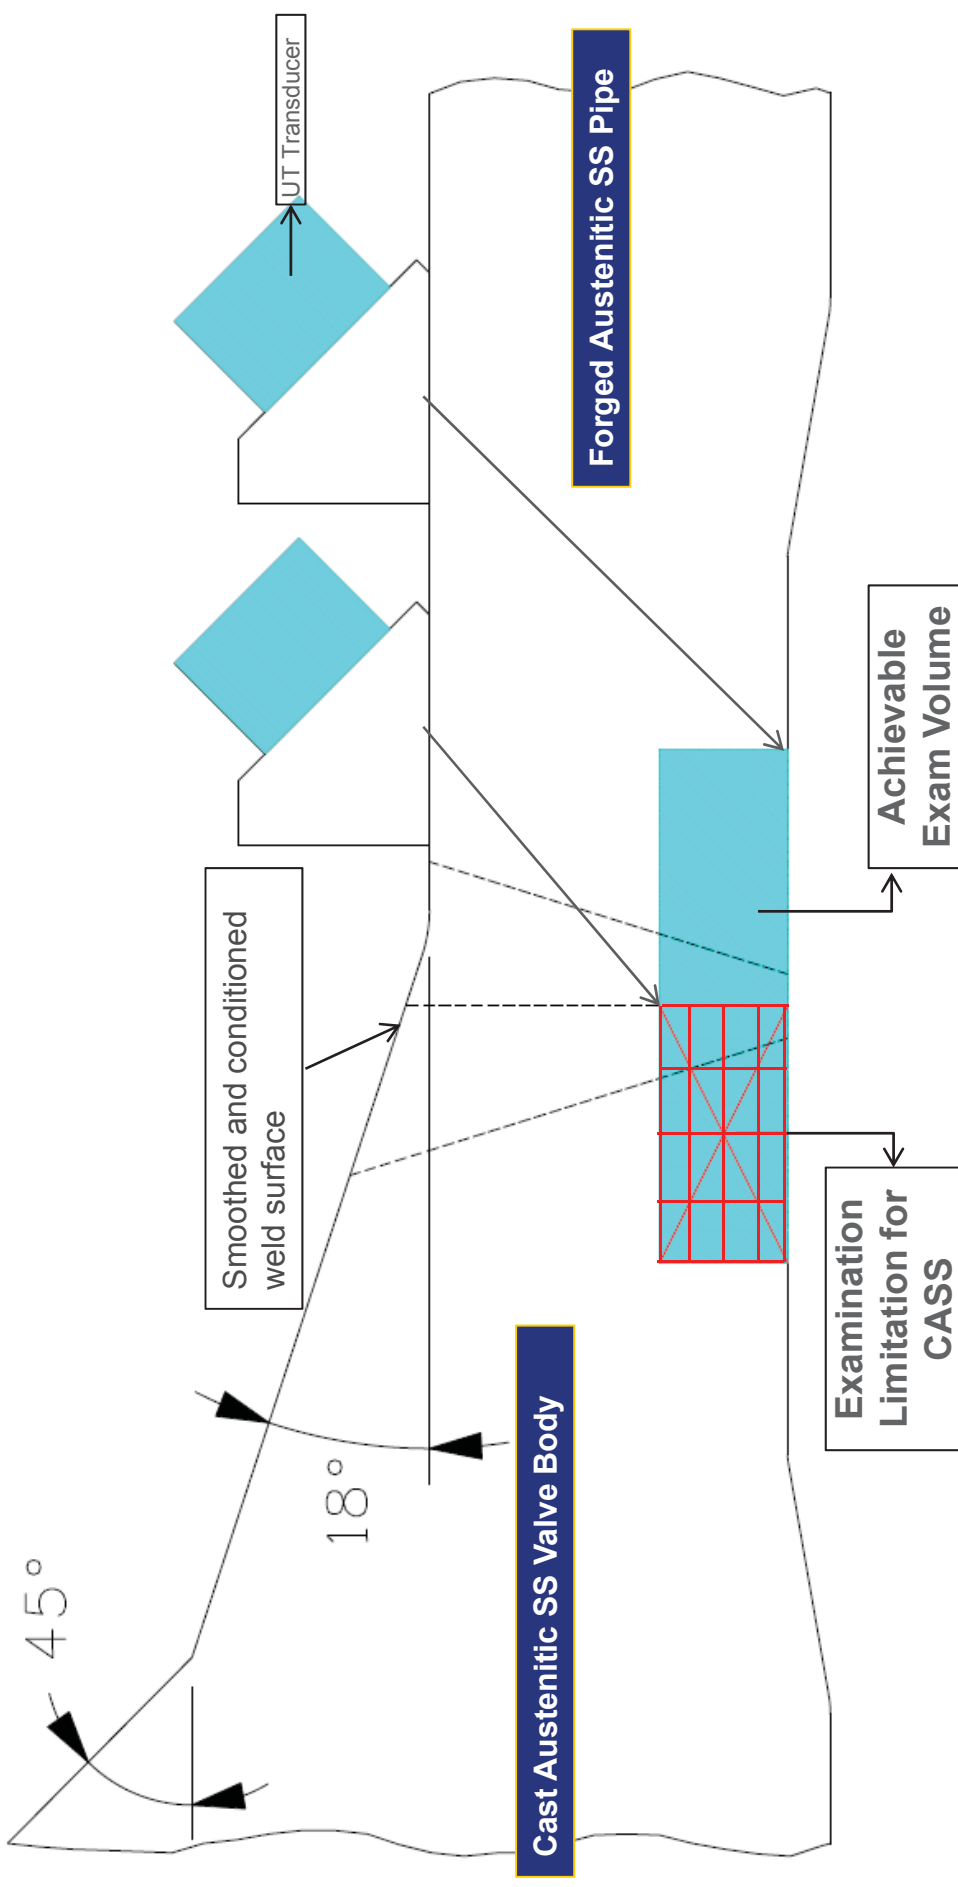 45°
18°
Smoothed and conditioned
weld surface
UT Transducer
Cast Austenitic SS Valve Body
Forged Austenitic SS Pipe
Examination
Limitation for
CASS
Achievable
Exam Volume